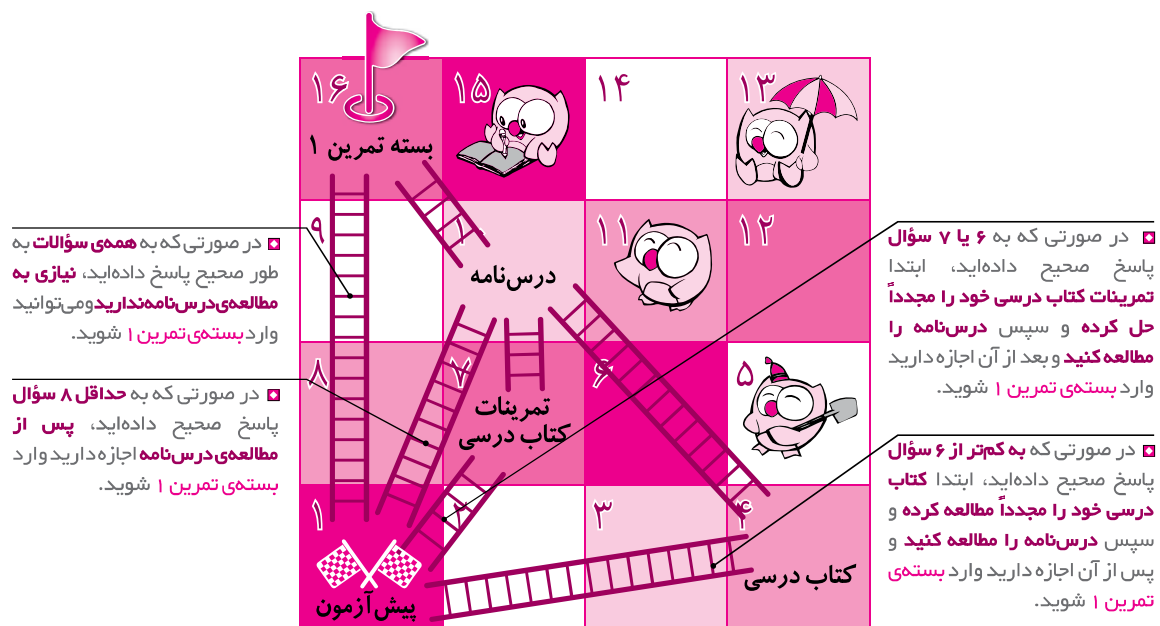 ۱۶
۱۵
۱۴
۱۳
بسته تمرین ۱
۹
۱۰
۱۱
۱۲
درس‌نامه
۸
۷
۶
۵
تمرینات
کتاب درسی
۱
۲
۳
۴
پیش‌آزمون
کتاب درسی
در صورتی که به ۶ یا ۷ سؤال
پاسخ صحیح داده‌اید، ابتدا
تمرینات کتاب درسی خود را مجدداً
حل کرده و سپس درس‌نامه را
مطالعه کنید و بعد از آن اجازه دارید
وارد بسته‌ی تمرین ۱ شوید.
در صورتی که به کم‌تر از ۶ سؤال
پاسخ صحیح داده‌اید، ابتدا کتاب
درسی خود را مجدداً مطالعه کرده و
سپس درس‌نامه را مطالعه کنید و
پس از آن اجازه دارید وارد بسته‌ی
تمرین ۱ شوید.
در صورتی که به همه‌ی سؤالات به
طور صحیح پاسخ داده‌اید، نیازی به
مطالعه‌ی درس‌نامه ندارید و می‌توانید
وارد بسته‌ی تمرین ۱ شوید.
در صورتی که به حداقل ۸ سؤال
پاسخ صحیح داده‌اید، پس از
مطالعه‌ی درس‌نامه اجازه دارید وارد
بسته‌ی تمرین ۱ شوید.